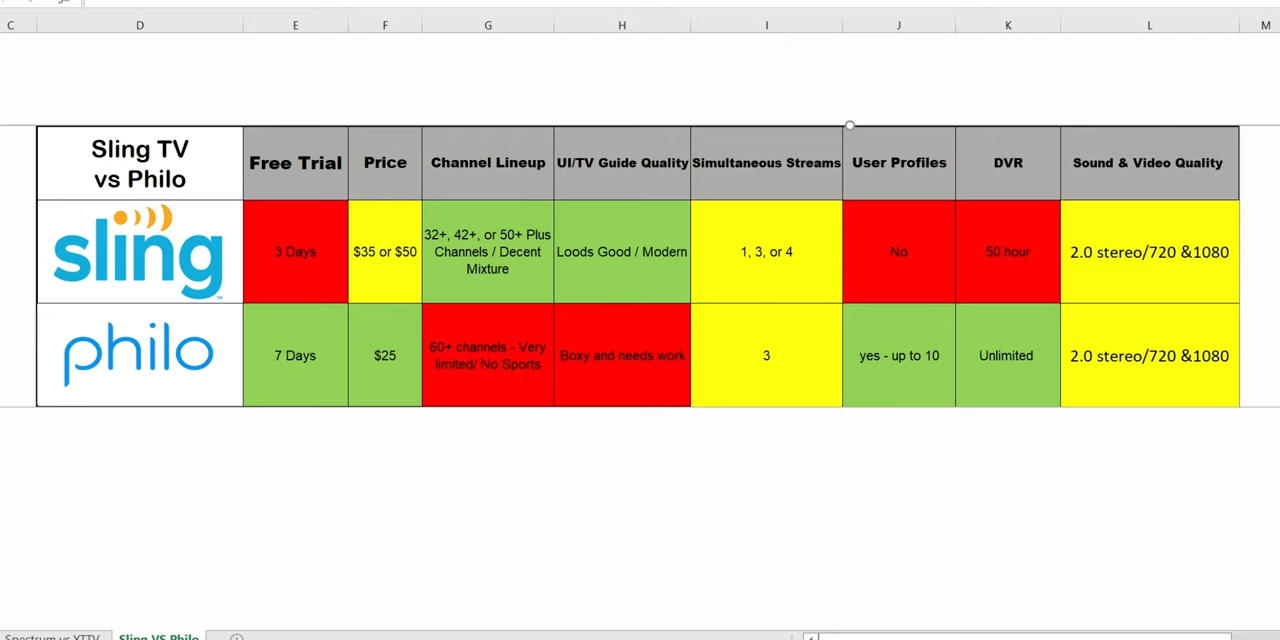 C D E F G H I J K L M
Sling TV
vs Philo
Free Trial
Price
Channel Lineup
UI/TV Guide Quality
Simultaneous Streams
User Profiles
DVR
Sound & Video Quality
sling
3 Days
$35 or $50
32+, 42+, or 50+ Plus
Channels / Decent
Mixture
Loods Good / Modern
1, 3, or 4
No
50 hour
2.0 stereo/720 &1080
philo
7 Days
$25
60+ channels - Very
limited/ No Sports
Boxy and needs work
3
yes - up to 10
Unlimited
2.0 stereo/720 &1080
Spectrum vs YTTV
Sling VS Philo